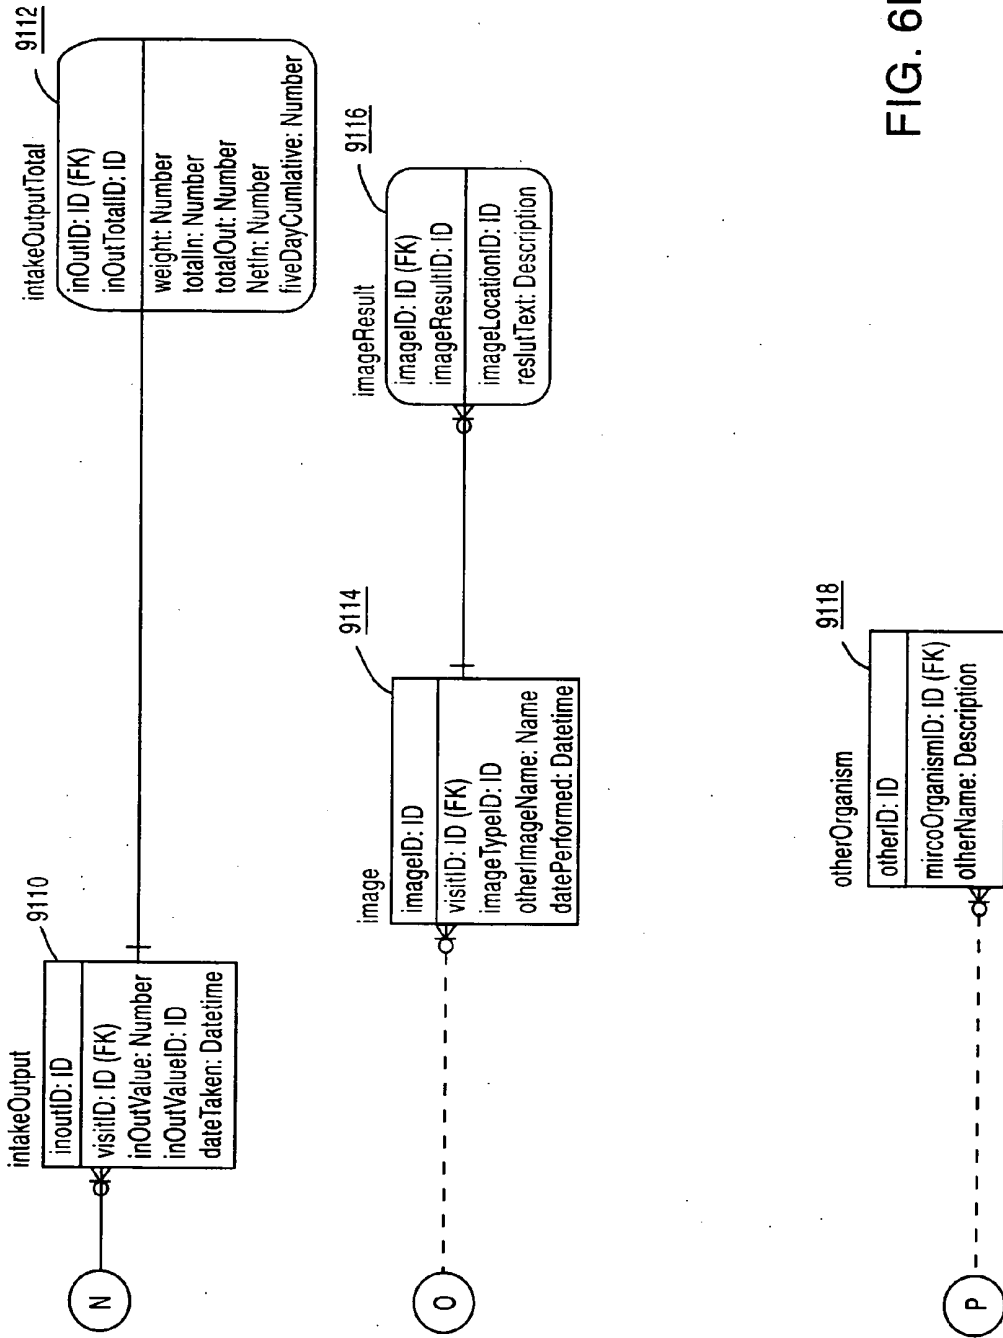 N
intakeOutput
9110
inoutID: ID
visitID: ID (FK)
inOutValue: Number
inOutValueID: ID
dateTaken: Datetime
intakeOutputTotal
9112
inOutID: ID (FK)
inOutTotalID: ID
weight: Number
totalIn: Number
totalOut: Number
NetIn: Number
fiveDayCumlative: Number
O
image
9114
imageID: ID
visitID: ID (FK)
imageTypeID: ID
otherImageName: Name
datePerformed: Datetime
imageResult
9116
imageID: ID (FK)
imageResultID: ID
imageLocationID: ID
reslutText: Description
P
otherOrganism
9118
otherID: ID
mircoOrganismID: ID (FK)
otherName: Description
FIG.